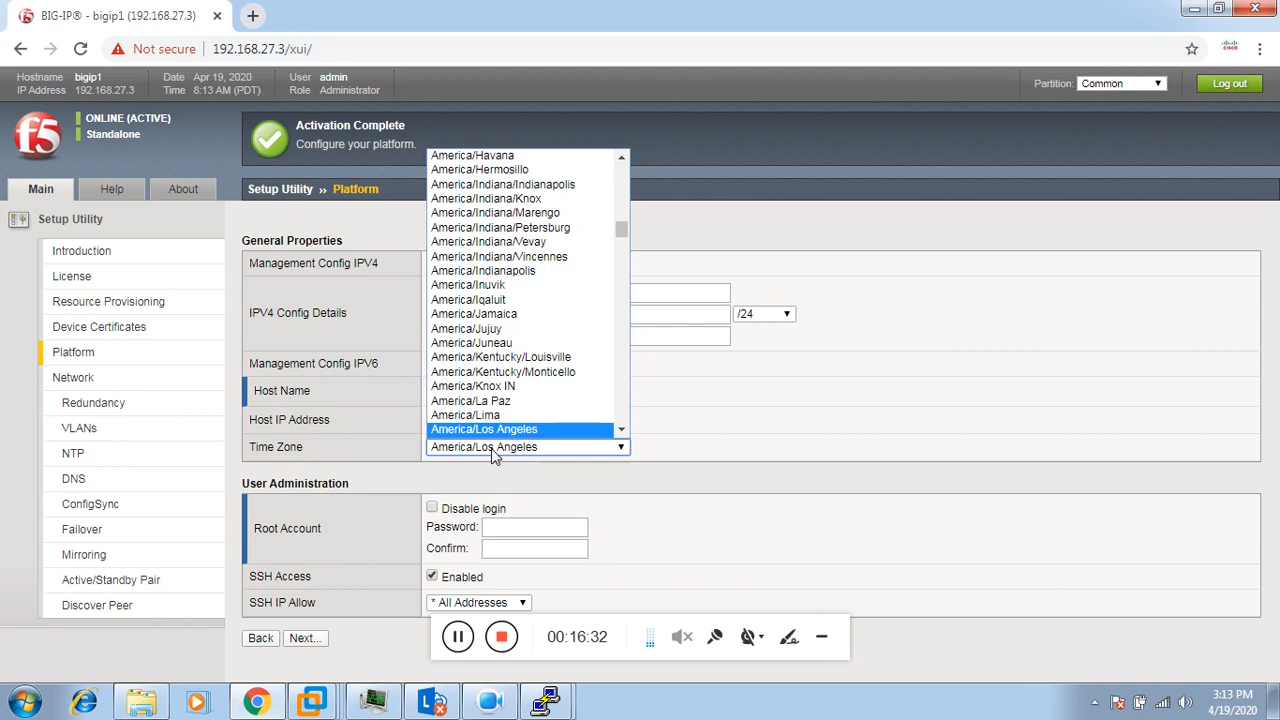 BIG-IP® - bigip1 (192.168.27.3)
Not secure
192.168.27.3/xui/
Hostname bigip1
IP Address 192.168.27.3
Date Apr 19, 2020
Time 8:13 AM (PDT)
User admin
Role Administrator
Partition: Common
Log out
f5
ONLINE (ACTIVE)
Standalone
Activation Complete
Configure your platform.
Main
Help
About
Setup Utility
Introduction
License
Resource Provisioning
Device Certificates
Platform
Network
Redundancy
VLANs
NTP
DNS
ConfigSync
Failover
Mirroring
Active/Standby Pair
Discover Peer
Setup Utility ›› Platform
General Properties
Management Config IPV4
IPV4 Config Details
/24
Management Config IPV6
Host Name
Host IP Address
Time Zone
America/Havana
America/Hermosillo
America/Indiana/Indianapolis
America/Indiana/Knox
America/Indiana/Marengo
America/Indiana/Petersburg
America/Indiana/Vevay
America/Indiana/Vincennes
America/Indianapolis
America/Inuvik
America/Iqaluit
America/Jamaica
America/Jujuy
America/Juneau
America/Kentucky/Louisville
America/Kentucky/Monticello
America/Knox IN
America/La Paz
America/Lima
America/Los Angeles
America/Los Angeles
User Administration
Root Account
Disable login
Password:
Confirm:
SSH Access
Enabled
SSH IP Allow
* All Addresses
Back
Next...
00:16:32
3:13 PM
4/19/2020